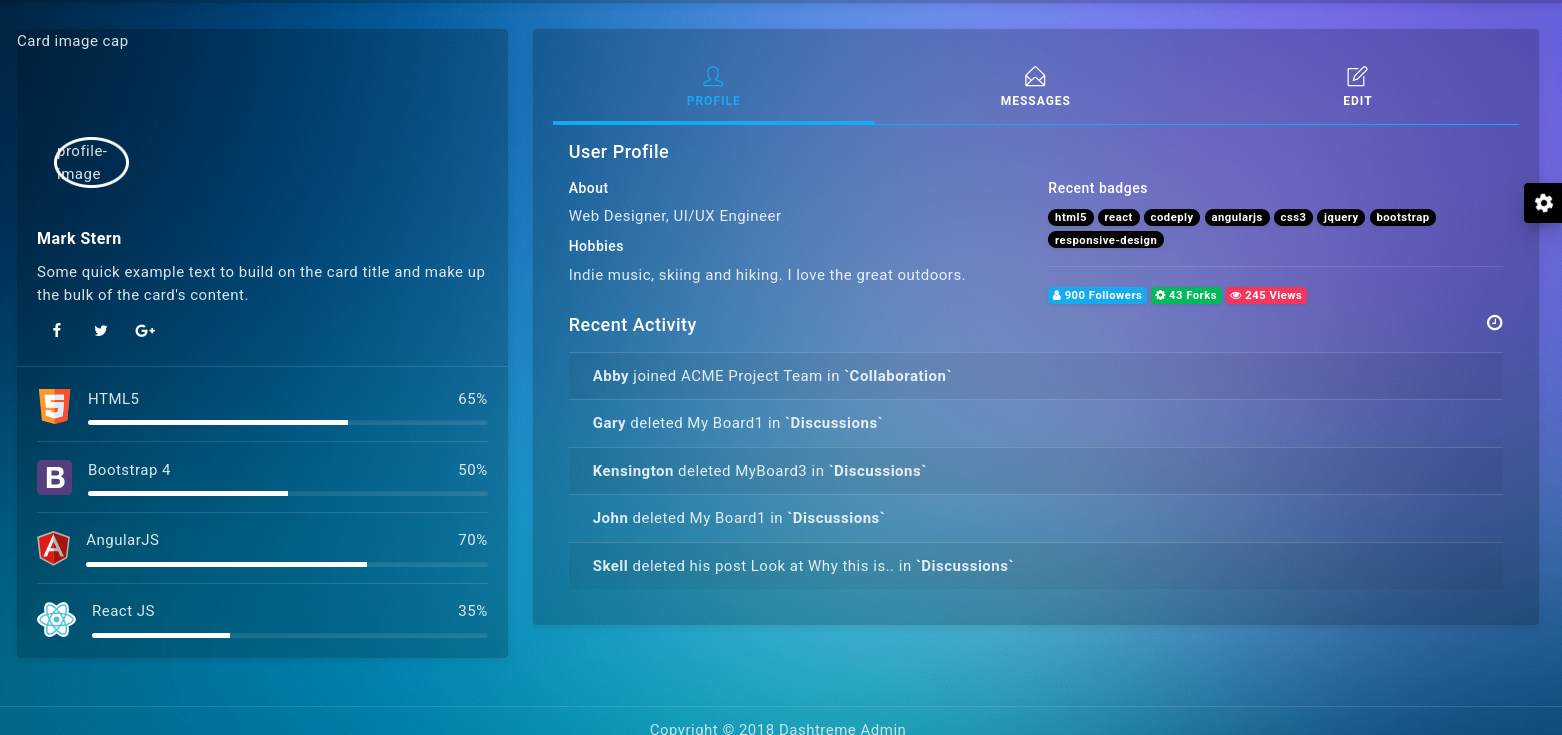 Card image cap
profile-
image
Mark Stern
Some quick example text to build on the card title and make up
the bulk of the card's content.
HTML5 65%
B
Bootstrap 4 50%
AngularJS 70%
React JS 35%
PROFILE
MESSAGES
EDIT
User Profile
About
Web Designer, UI/UX Engineer
Hobbies
Indie music, skiing and hiking. I love the great outdoors.
Recent badges
html5 react codeply angularjs css3 jquery bootstrap
responsive-design
900 Followers 43 Forks 245 Views
Recent Activity
Abby joined ACME Project Team in `Collaboration`
Gary deleted My Board1 in `Discussions`
Kensington deleted MyBoard3 in `Discussions`
John deleted My Board1 in `Discussions`
Skell deleted his post Look at Why this is.. in `Discussions`
Copyright © 2018 Dashtreme Admin